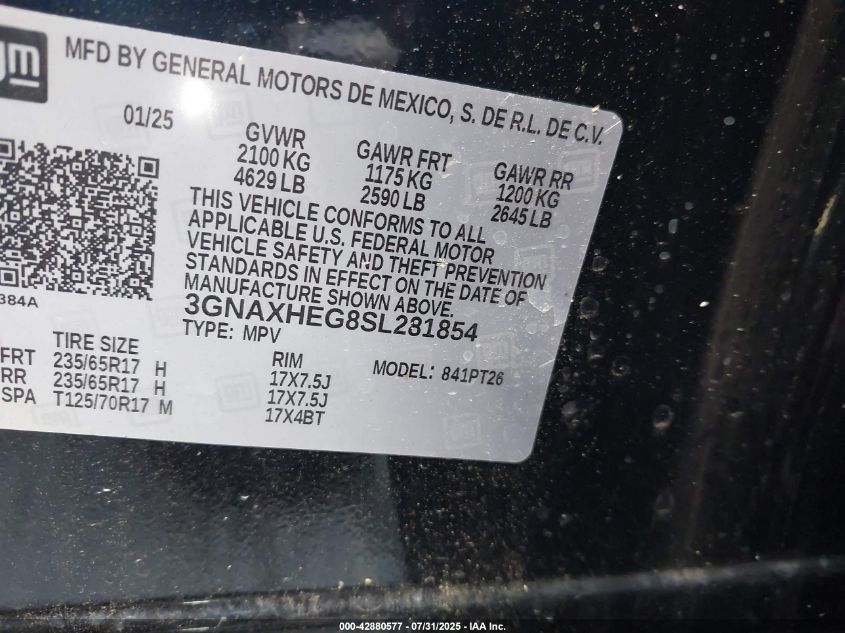 gm
MFD BY GENERAL MOTORS DE MEXICO, S. DE R.L. DE C.V.
01/25
GVWR
2100 KG
4629 LB
GAWR FRT
1175 KG
2590 LB
GAWR RR
1200 KG
2645 LB
THIS VEHICLE CONFORMS TO ALL
APPLICABLE U.S. FEDERAL MOTOR
VEHICLE SAFETY AND THEFT PREVENTION
STANDARDS IN EFFECT ON THE DATE OF
MANUFACTURE SHOWN ABOVE.
384A
3GNAXHEG8SL231854
TYPE: MPV
TIRE SIZE
RIM
MODEL: 841PT26
FRT 235/65R17 H 17X7.5J
RR 235/65R17 H 17X7.5J
SPA T125/70R17 M 17X4BT
000-42880577 - 07/31/2025 - IAA Inc.